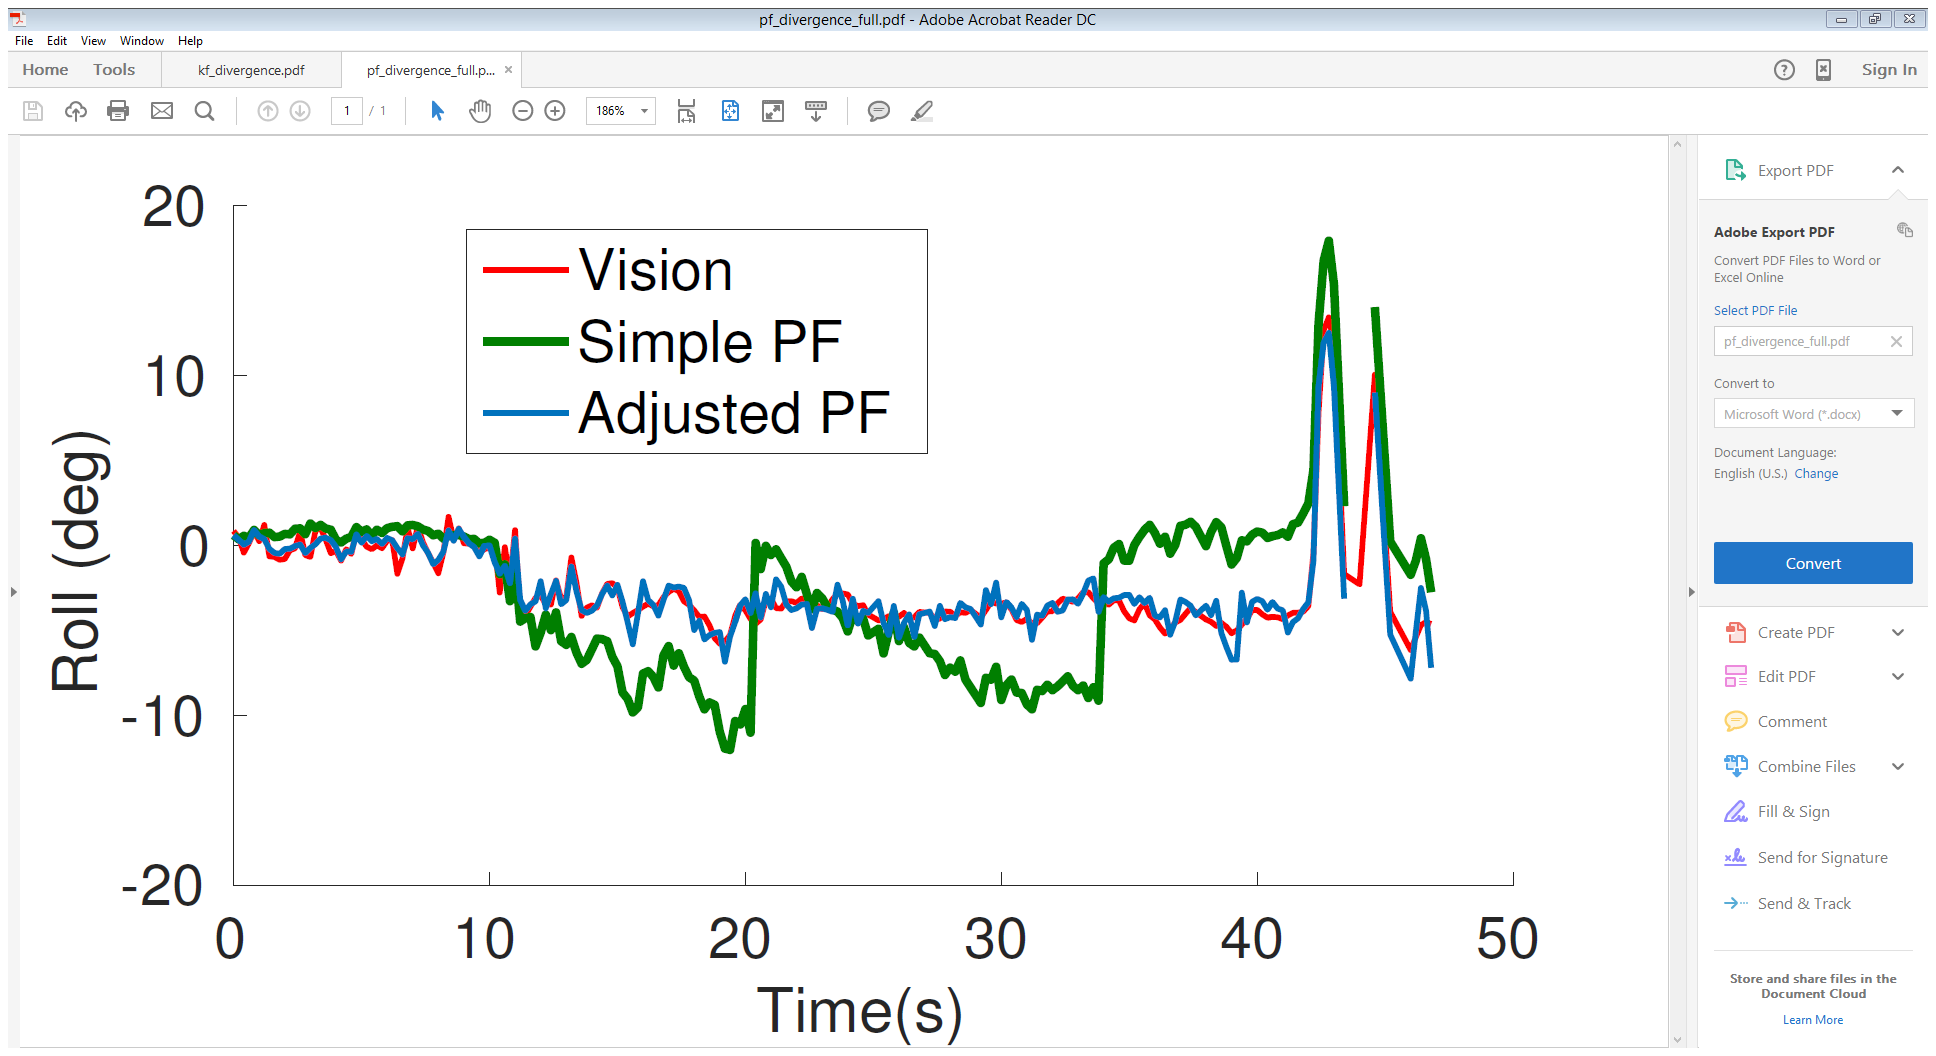 pf_divergence_full.pdf - Adobe Acrobat Reader DC
File Edit View Window Help
Home Tools kf_divergence.pdf pf_divergence_full.p... Sign In
1 / 1 186%
20
10
0
-10
-20
Roll (deg)
Vision
Simple PF
Adjusted PF
0 10 20 30 40 50
Time(s)
Export PDF
Adobe Export PDF
Convert PDF Files to Word or
Excel Online
Select PDF File
pf_divergence_full.pdf
Convert to
Microsoft Word (*.docx)
Document Language:
English (U.S.) Change
Convert
Create PDF
Edit PDF
Comment
Combine Files
Fill & Sign
Send for Signature
Send & Track
Store and share files in the
Document Cloud
Learn More